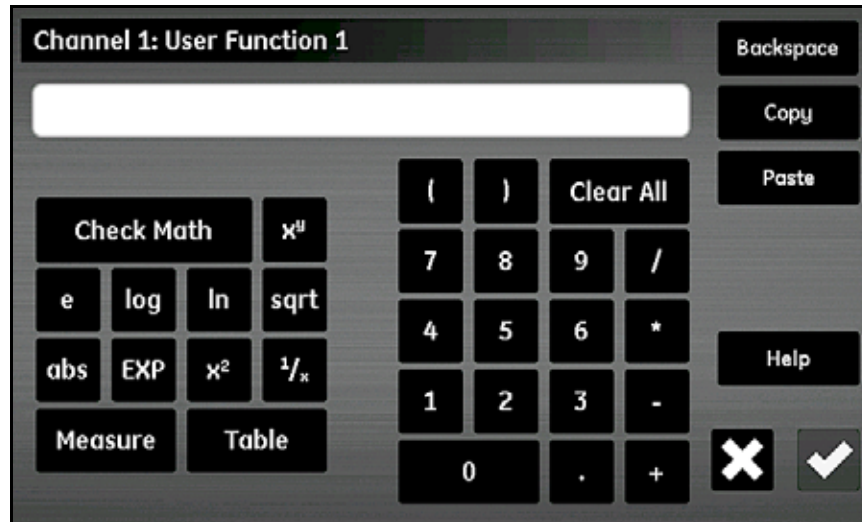 Channel 1: User Function 1
Backspace
Copy
Paste
( ) Clear All
Check Math xʸ
7 8 9 /
e log ln sqrt
4 5 6 *
Help
abs EXP x² ¹/ₓ
1 2 3 -
Measure Table
0 . +